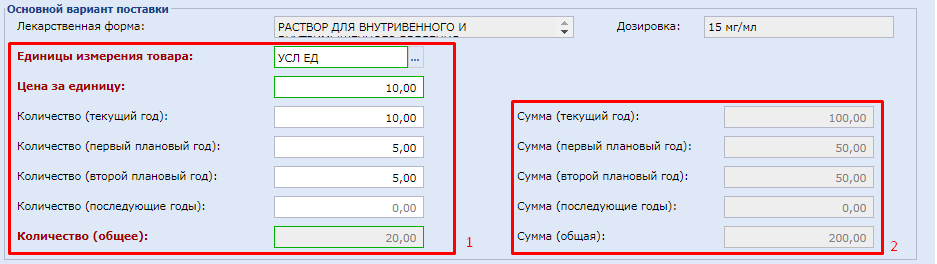 Основной вариант поставки
Лекарственная форма: РАСТВОР ДЛЯ ВНУТРИВЕННОГО И Дозировка: 15 мг/мл
Единицы измерения товара: УСЛ ЕД ...
Цена за единицу: 10,00
Количество (текущий год): 10,00 Сумма (текущий год): 100,00
Количество (первый плановый год): 5,00 Сумма (первый плановый год): 50,00
Количество (второй плановый год): 5,00 Сумма (второй плановый год): 50,00
Количество (последующие годы): 0,00 Сумма (последующие годы): 0,00
Количество (общее): 20,00 1 Сумма (общая): 200,00 2